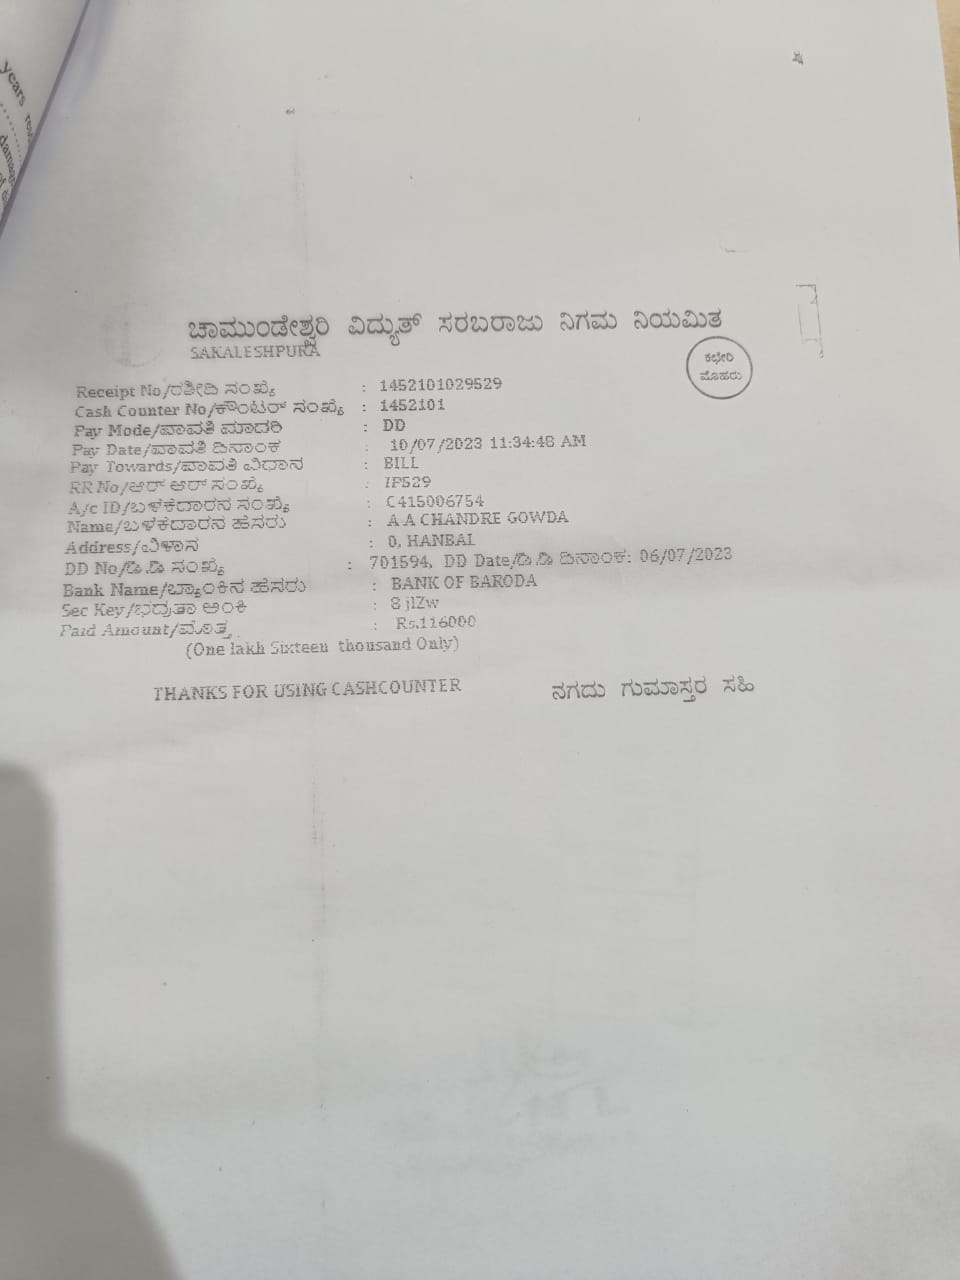 years
damage
ಚಾಮುಂಡೇಶ್ವರಿ ವಿದ್ಯುತ್ ಸರಬರಾಜು ನಿಗಮ ನಿಯಮಿತ
SAKALESHPURA
ಕಛೇರಿ
ಮೊಹರು
Receipt No/ರಶೀದಿ ಸಂಖ್ಯೆ : 1452101029529
Cash Counter No/ಕೌಂಟರ್ ಸಂಖ್ಯೆ : 1452101
Pay Mode/ಪಾವತಿ ಮಾದರಿ : DD
Pay Date/ಪಾವತಿ ದಿನಾಂಕ : 10/07/2023 11:34:48 AM
Pay Towards/ಪಾವತಿ ವಿಧಾನ : BILL
RR No/ಆರ್ ಆರ್ ಸಂಖ್ಯೆ : IP529
A/c ID/ಬಳಕೆದಾರನ ಸಂಖ್ಯೆ : C415006754
Name/ಬಳಕೆದಾರನ ಹೆಸರು : A A CHANDRE GOWDA
Address/ವಿಳಾಸ : 0, HANBAL
DD No/ಡಿ.ಡಿ ಸಂಖ್ಯೆ : 701594, DD Date/ಡಿ.ಡಿ ದಿನಾಂಕ: 06/07/2023
Bank Name/ಬ್ಯಾಂಕಿನ ಹೆಸರು : BANK OF BARODA
Sec Key/ಭದ್ರತಾ ಅಂಕಿ : 8jlZw
Paid Amount/ಮೊತ್ತ : Rs.116000
(One lakh Sixteen thousand Only)
THANKS FOR USING CASHCOUNTER ನಗದು ಗುಮಾಸ್ತರ ಸಹಿ